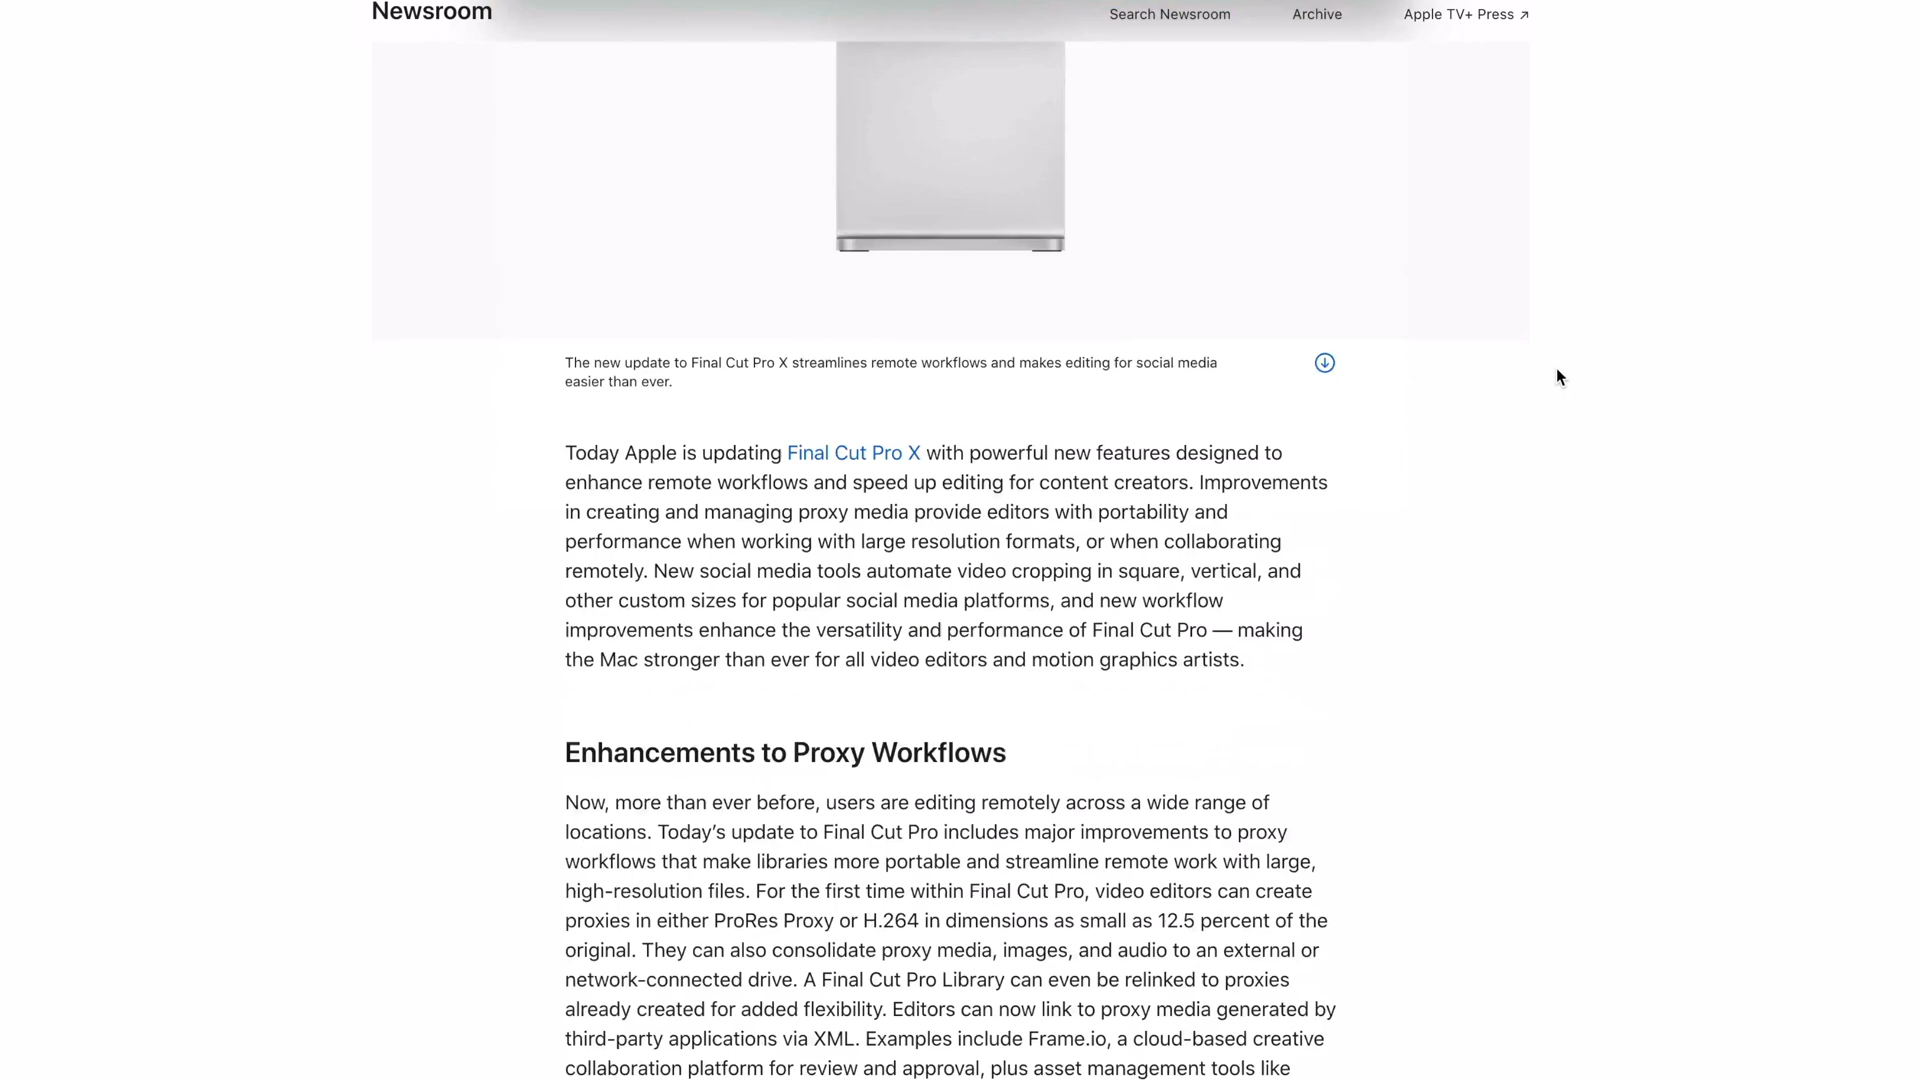 Newsroom
Search Newsroom
Archive
Apple TV+ Press ↗
The new update to Final Cut Pro X streamlines remote workflows and makes editing for social media
easier than ever.
Today Apple is updating Final Cut Pro X with powerful new features designed to
enhance remote workflows and speed up editing for content creators. Improvements
in creating and managing proxy media provide editors with portability and
performance when working with large resolution formats, or when collaborating
remotely. New social media tools automate video cropping in square, vertical, and
other custom sizes for popular social media platforms, and new workflow
improvements enhance the versatility and performance of Final Cut Pro — making
the Mac stronger than ever for all video editors and motion graphics artists.
Enhancements to Proxy Workflows
Now, more than ever before, users are editing remotely across a wide range of
locations. Today’s update to Final Cut Pro includes major improvements to proxy
workflows that make libraries more portable and streamline remote work with large,
high-resolution files. For the first time within Final Cut Pro, video editors can create
proxies in either ProRes Proxy or H.264 in dimensions as small as 12.5 percent of the
original. They can also consolidate proxy media, images, and audio to an external or
network-connected drive. A Final Cut Pro Library can even be relinked to proxies
already created for added flexibility. Editors can now link to proxy media generated by
third-party applications via XML. Examples include Frame.io, a cloud-based creative
collaboration platform for review and approval, plus asset management tools like